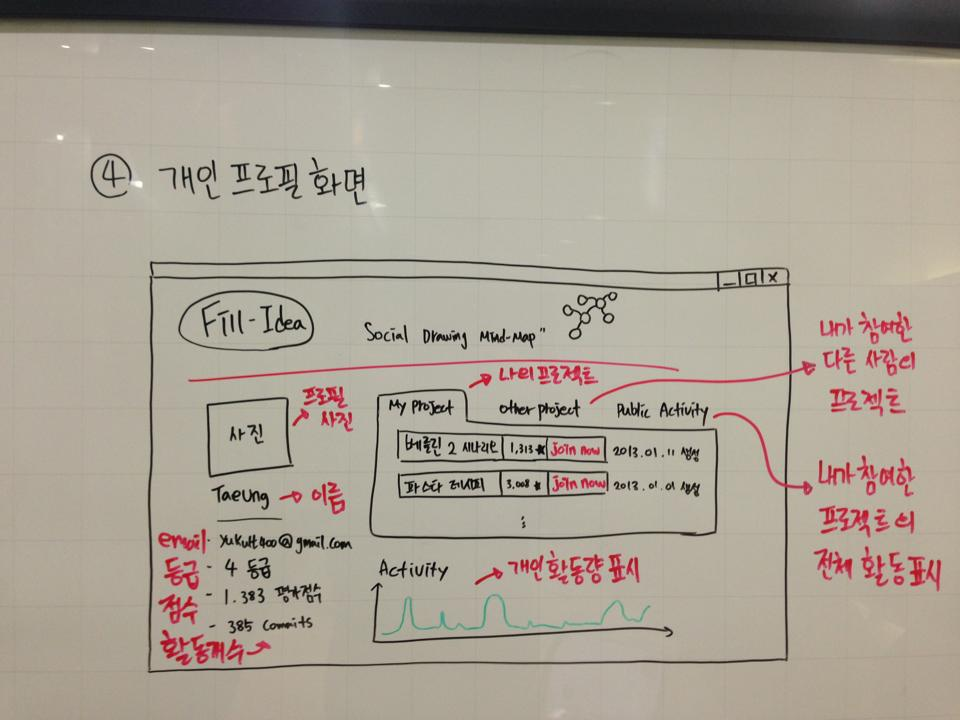 ④ 개인 프로필 화면
Fill-Idea
Social Drawing Mind-Map"
사진
프로필
사진
Taeung
이름
email
- yukutt400@gmail.com
등급
- 4 등급
점수
- 1.383 평가점수
활동개수
- 385 commits
My project
나의 프로젝트
other project
내가 참여한
다른 사람의
프로젝트
Public Activity
내가 참여한
프로젝트의
전체 활동 표시
베를린 2 시나리오 1,313★ join now 2013.01.11 생성
파스타 레시피 3,008★ join now 2013.01.01 생성
⋮
Activity
개인활동량 표시